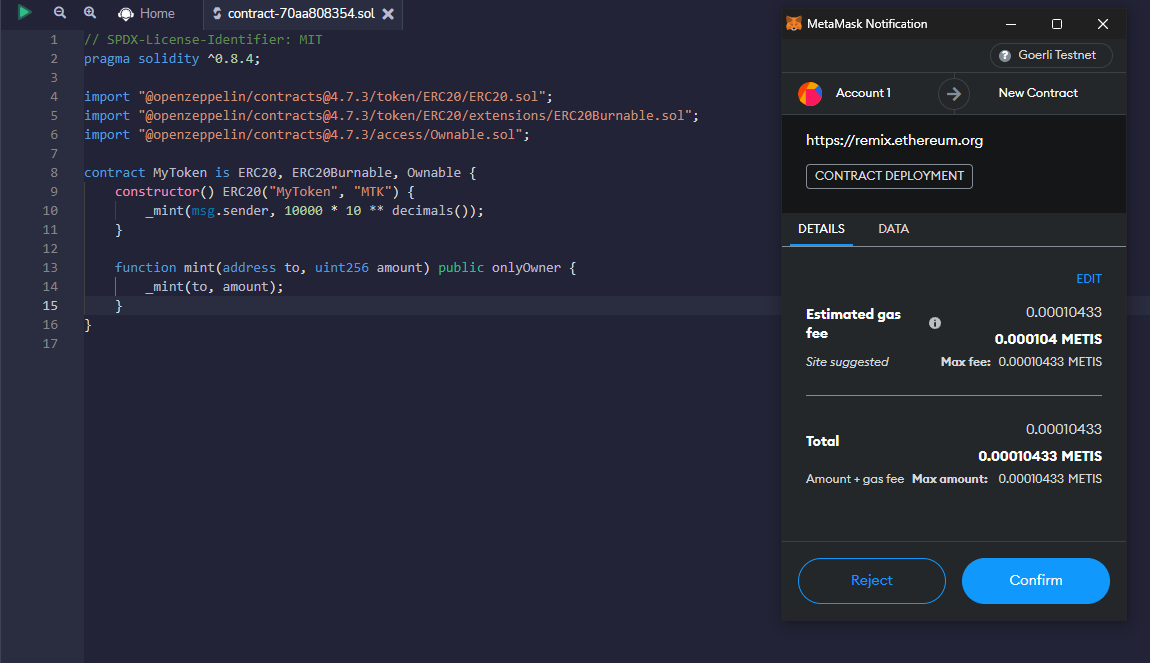 Home
contract-70aa808354.sol
1 // SPDX-License-Identifier: MIT
2 pragma solidity ^0.8.4;
3
4 import "@openzeppelin/contracts@4.7.3/token/ERC20/ERC20.sol";
5 import "@openzeppelin/contracts@4.7.3/token/ERC20/extensions/ERC20Burnable.sol";
6 import "@openzeppelin/contracts@4.7.3/access/Ownable.sol";
7
8 contract MyToken is ERC20, ERC20Burnable, Ownable {
9     constructor() ERC20("MyToken", "MTK") {
10         _mint(msg.sender, 10000 * 10 ** decimals());
11     }
12
13     function mint(address to, uint256 amount) public onlyOwner {
14         _mint(to, amount);
15     }
16 }
17
MetaMask Notification
Goerli Testnet
Account 1
New Contract
https://remix.ethereum.org
CONTRACT DEPLOYMENT
DETAILS
DATA
EDIT
Estimated gas
fee
0.00010433
0.000104 METIS
Site suggested
Max fee: 0.00010433 METIS
0.00010433
Total
0.00010433 METIS
Amount + gas fee
Max amount: 0.00010433 METIS
Reject
Confirm